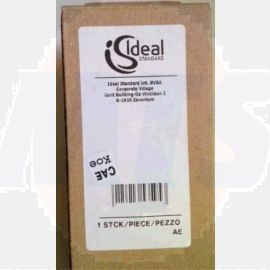 Ideal
STANDARD
Ideal Standard Int. BVBA
Corporate Village
Gent Building-Da Vincilaan 2
B-1935 Zaventem
CAE
Koe
1 STCK/PIECE/PEZZO
AE